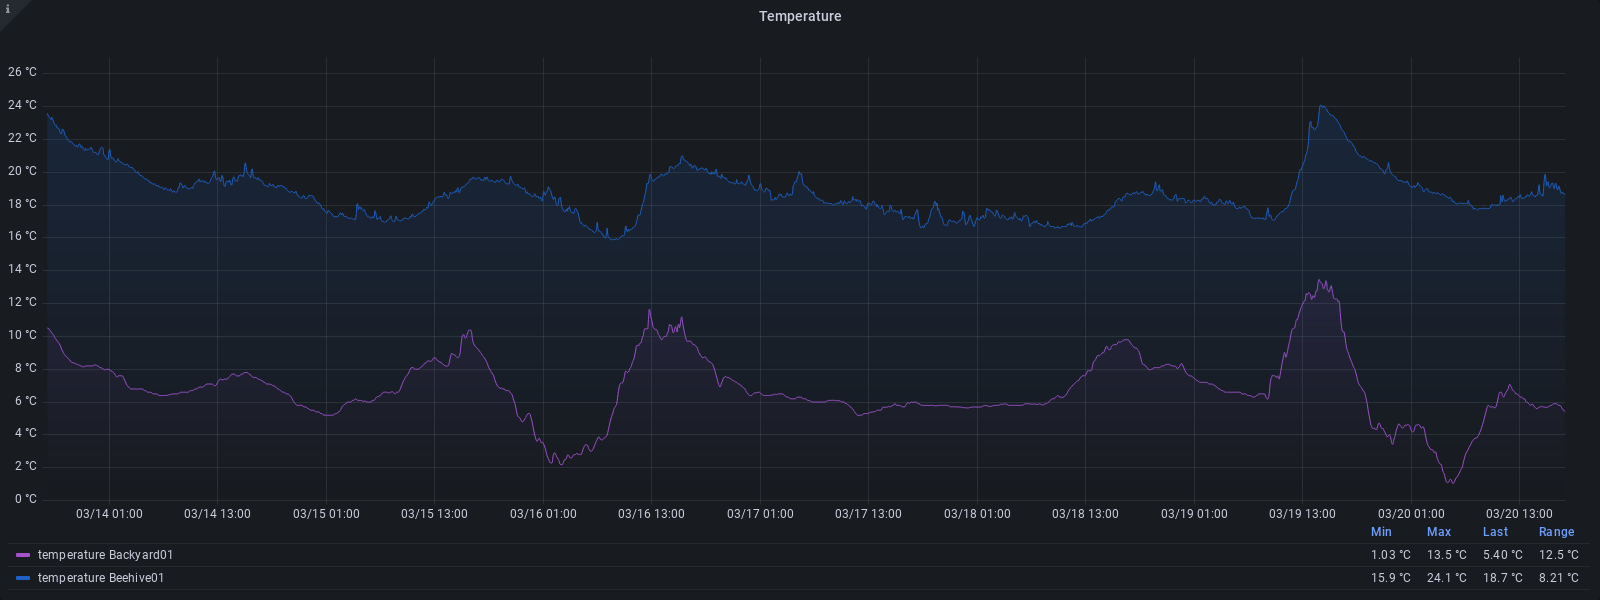 i
Temperature
26 °C
24 °C
22 °C
20 °C
18 °C
16 °C
14 °C
12 °C
10 °C
8 °C
6 °C
4 °C
2 °C
0 °C
03/14 01:00 03/14 13:00 03/15 01:00 03/15 13:00 03/16 01:00 03/16 13:00 03/17 01:00 03/17 13:00 03/18 01:00 03/18 13:00 03/19 01:00 03/19 13:00 03/20 01:00 03/20 13:00
Min Max Last Range
temperature Backyard01 1.03 °C 13.5 °C 5.40 °C 12.5 °C
temperature Beehive01 15.9 °C 24.1 °C 18.7 °C 8.21 °C